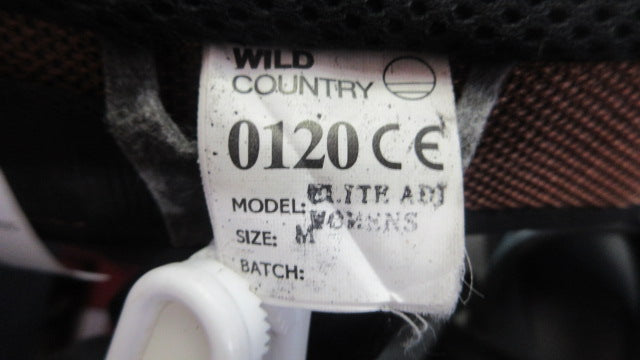 WILD
COUNTRY
0120 CE
MODEL: ELITE ADJ
WOMENS
SIZE: M
BATCH: